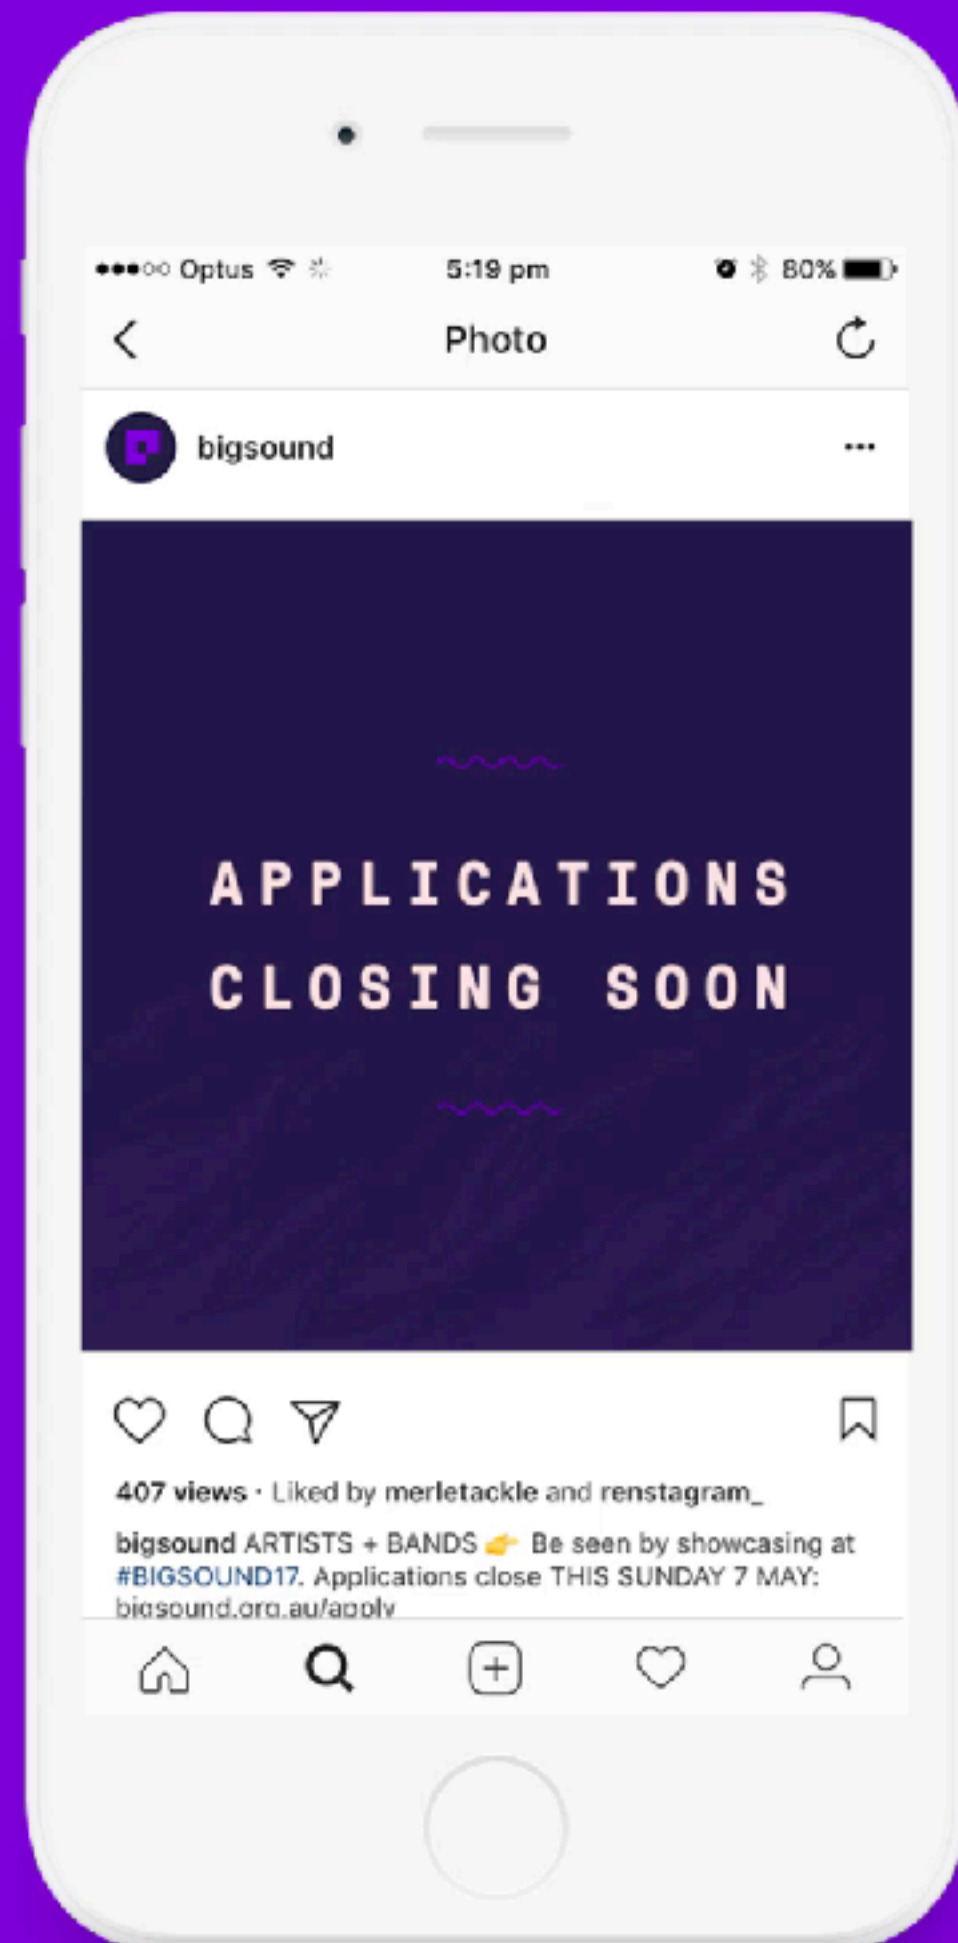 Optus 5:19 pm 80%
Photo
bigsound
APPLICATIONS
CLOSING SOON
407 views · Liked by merletackle and renstagram_
bigsound ARTISTS + BANDS 👉 Be seen by showcasing at
#BIGSOUND17. Applications close THIS SUNDAY 7 MAY:
bigsound.org.au/apply